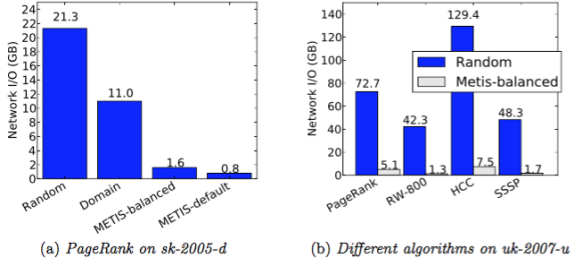 24
22
20
18
16
14
12
10
8
6
4
2
0
Network I/O (GB)
21.3
11.0
1.6
0.8
Random
Domain
METIS-balanced
METIS-default
(a) PageRank on sk-2005-d
140
120
100
80
60
40
20
0
Network I/O (GB)
129.4
Random
Metis-balanced
72.7
5.1
42.3
1.3
7.5
48.3
1.7
PageRank
RW-800
HCC
SSSP
(b) Different algorithms on uk-2007-u